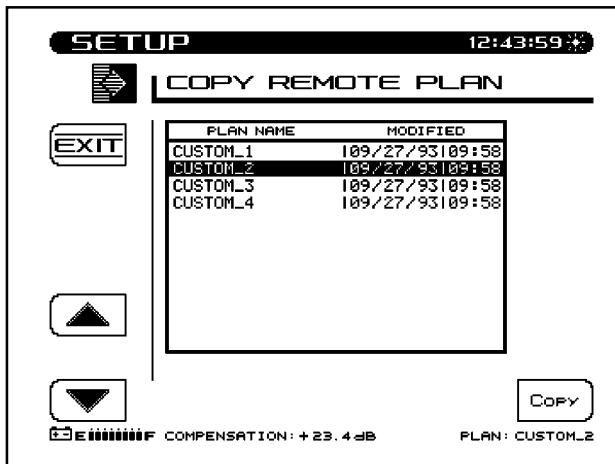 SETUP 12:43:59
COPY REMOTE PLAN
EXIT
PLAN NAME MODIFIED
CUSTOM_1 |09/27/93|09:58
CUSTOM_2 |09/27/93|09:58
CUSTOM_3 |09/27/93|09:58
CUSTOM_4 |09/27/93|09:58
COPY
E F COMPENSATION: +23.4dB PLAN: CUSTOM_2